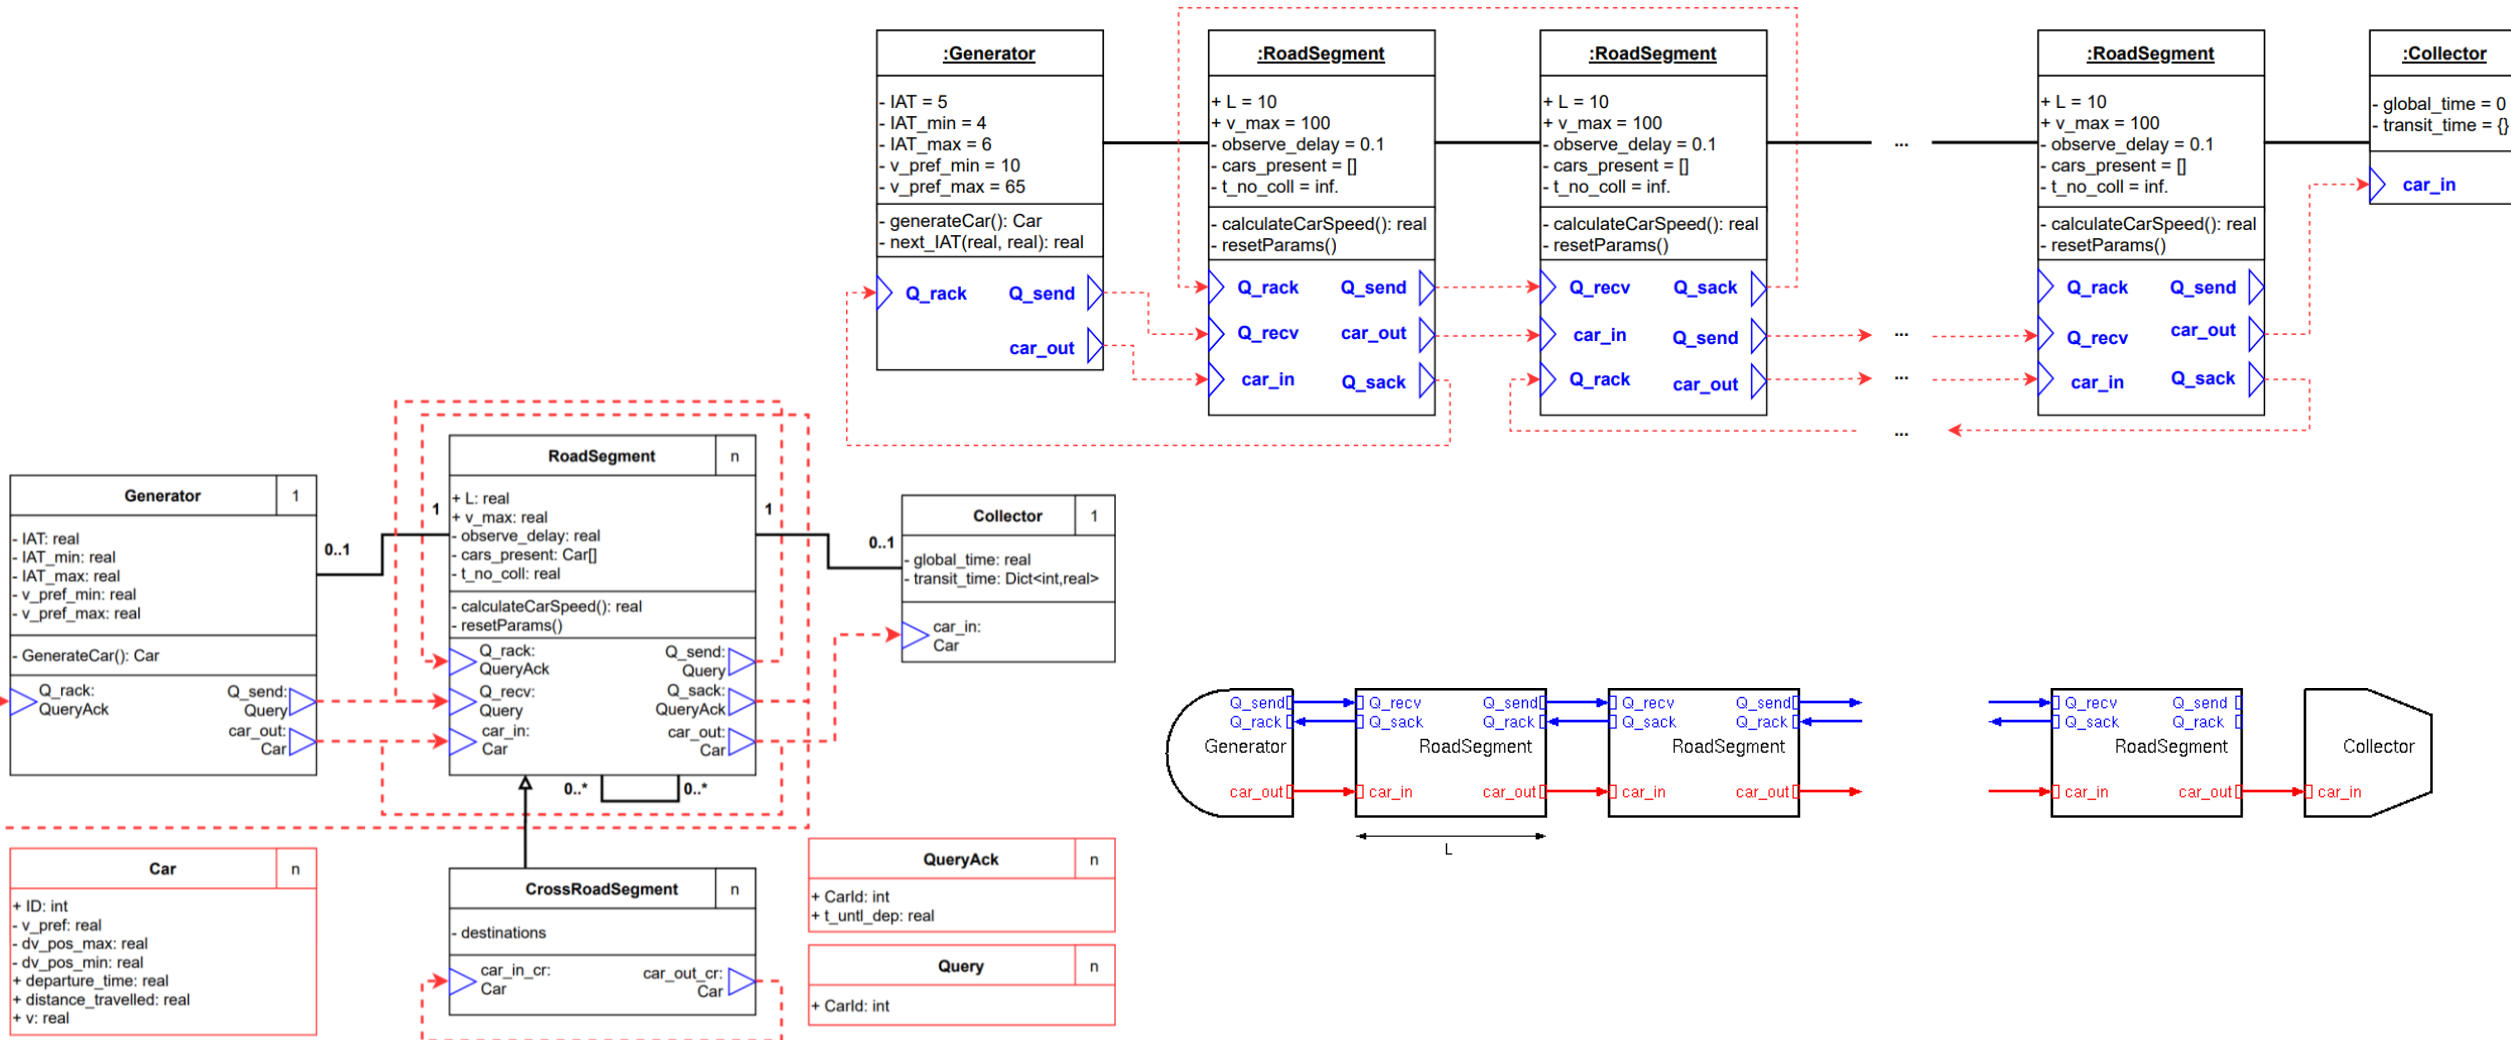 :Generator
- IAT = 5
- IAT_min = 4
- IAT_max = 6
- v_pref_min = 10
- v_pref_max = 65
- generateCar(): Car
- next_IAT(real, real): real
Q_rack Q_send
car_out
:RoadSegment
+ L = 10
+ v_max = 100
- observe_delay = 0.1
- cars_present = []
- t_no_coll = inf.
- calculateCarSpeed(): real
- resetParams()
Q_rack Q_send
Q_recv car_out
car_in Q_sack
:RoadSegment
+ L = 10
+ v_max = 100
- observe_delay = 0.1
- cars_present = []
- t_no_coll = inf.
- calculateCarSpeed(): real
- resetParams()
Q_recv Q_sack
car_in Q_send
Q_rack car_out
...
...
...
...
:RoadSegment
+ L = 10
+ v_max = 100
- observe_delay = 0.1
- cars_present = []
- t_no_coll = inf.
- calculateCarSpeed(): real
- resetParams()
Q_rack Q_send
Q_recv car_out
car_in Q_sack
:Collector
- global_time = 0
- transit_time = {}
car_in
Generator 1
- IAT: real
- IAT_min: real
- IAT_max: real
- v_pref_min: real
- v_pref_max: real
- GenerateCar(): Car
Q_rack: Q_send:
QueryAck Query
car_out:
Car
0..1
1
RoadSegment n
+ L: real
+ v_max: real
- observe_delay: real
- cars_present: Car[]
- t_no_coll: real
- calculateCarSpeed(): real
- resetParams()
Q_rack: Q_send:
QueryAck Query
Q_recv: Q_sack:
Query QueryAck
car_in: car_out:
Car Car
0..* 0..*
1
0..1
Collector 1
- global_time: real
- transit_time: Dict<int,real>
car_in:
Car
Car n
+ ID: int
- v_pref: real
- dv_pos_max: real
- dv_pos_min: real
+ departure_time: real
+ distance_travelled: real
+ v: real
CrossRoadSegment n
- destinations
car_in_cr: car_out_cr:
Car Car
QueryAck n
+ CarId: int
+ t_untl_dep: real
Query n
+ CarId: int
Q_send
Q_rack
Generator
car_out
Q_recv Q_send
Q_sack Q_rack
RoadSegment
car_in car_out
L
Q_recv Q_send
Q_sack Q_rack
RoadSegment
car_in car_out
Q_recv Q_send
Q_sack Q_rack
RoadSegment
car_in car_out
Collector
car_in